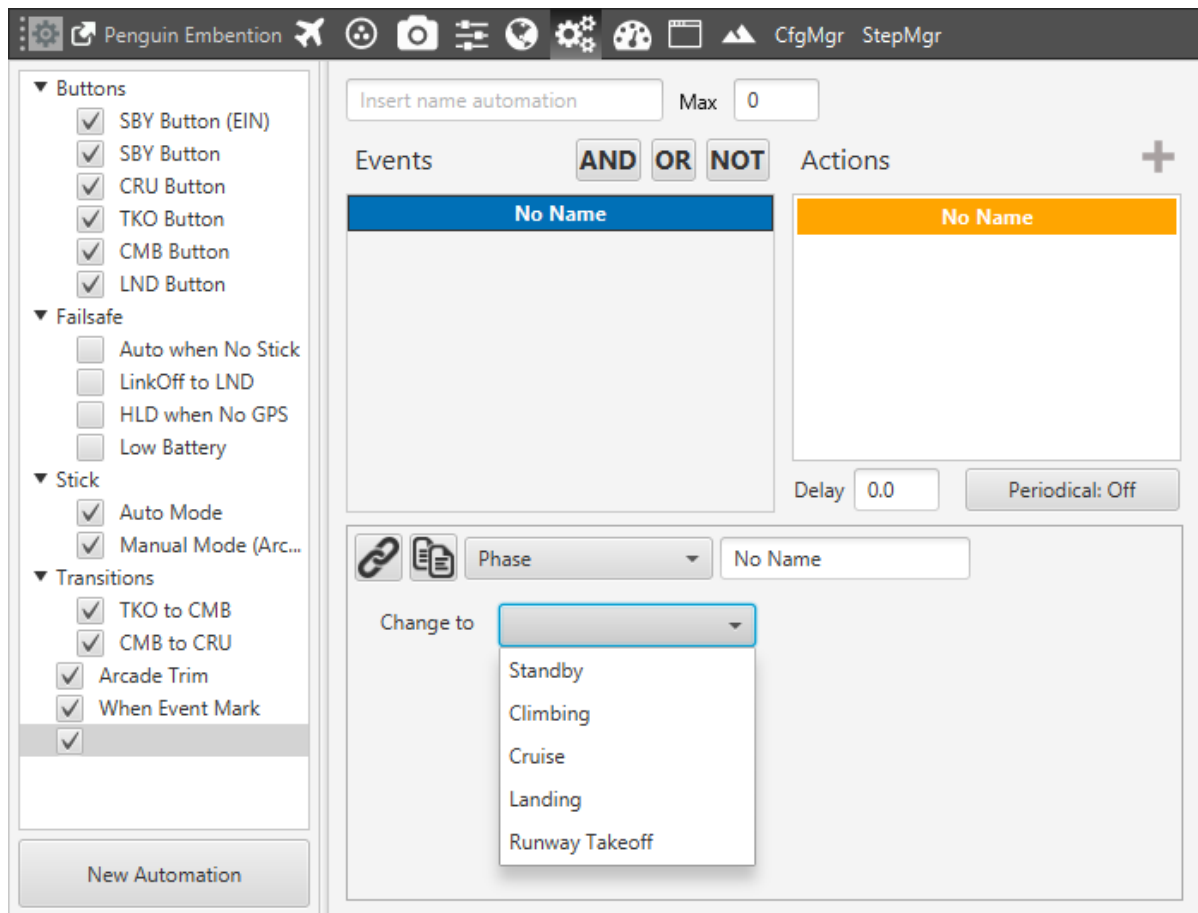 Penguin Embention CfgMgr StepMgr
Buttons
SBY Button (EIN)
SBY Button
CRU Button
TKO Button
CMB Button
LND Button
Failsafe
Auto when No Stick
LinkOff to LND
HLD when No GPS
Low Battery
Stick
Auto Mode
Manual Mode (Arc...
Transitions
TKO to CMB
CMB to CRU
Arcade Trim
When Event Mark
New Automation
Insert name automation Max 0
Events AND OR NOT Actions
No Name
No Name
Delay 0.0 Periodical: Off
Phase No Name
Change to
Standby
Climbing
Cruise
Landing
Runway Takeoff